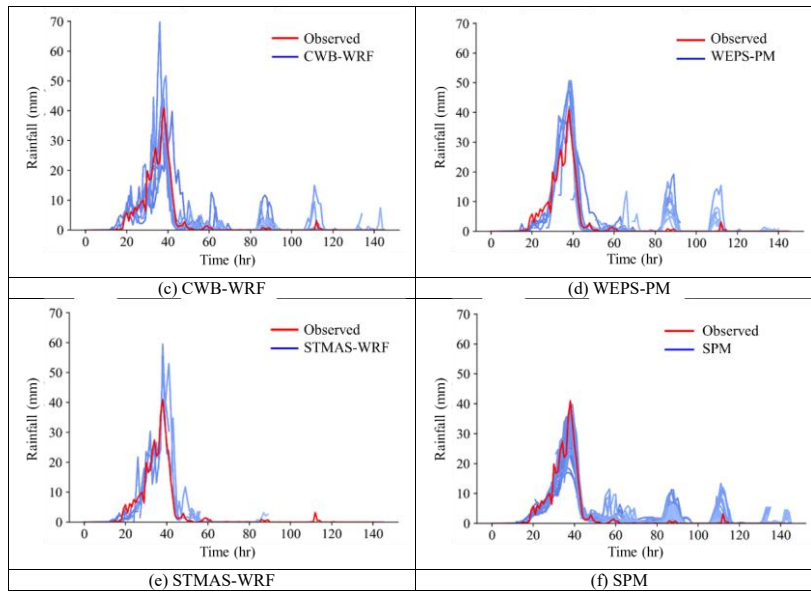 70
60
50
40
30
20
10
0
Rainfall (mm)
Observed
CWB-WRF
0 20 40 60 80 100 120 140
Time (hr)
70
60
50
40
30
20
10
0
Rainfall (mm)
Observed
WEPS-PM
0 20 40 60 80 100 120 140
Time (hr)
(c) CWB-WRF
(d) WEPS-PM
70
60
50
40
30
20
10
0
Rainfall (mm)
Observed
STMAS-WRF
0 20 40 60 80 100 120 140
Time (hr)
70
60
50
40
30
20
10
0
Rainfall (mm)
Observed
SPM
0 20 40 60 80 100 120 140
Time (hr)
(e) STMAS-WRF
(f) SPM